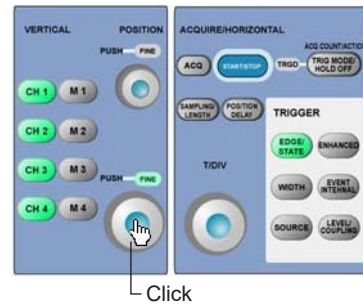 VERTICAL POSITION
PUSH FINE
CH 1 M 1
CH 2 M 2
CH 3 M 3
PUSH FINE
CH 4 M 4
ACQUIRE/HORIZONTAL
ACQ COUNT/ACTION
ACQ START/STOP TRGD TRIG MODE/
HOLD OFF
SAMPLING
LENGTH
POSITION
DELAY
T/DIV
TRIGGER
EDGE/
STATE
ENHANCED
WIDTH
EVENT
INTERVAL
SOURCE
LEVEL/
COUPLING
Click